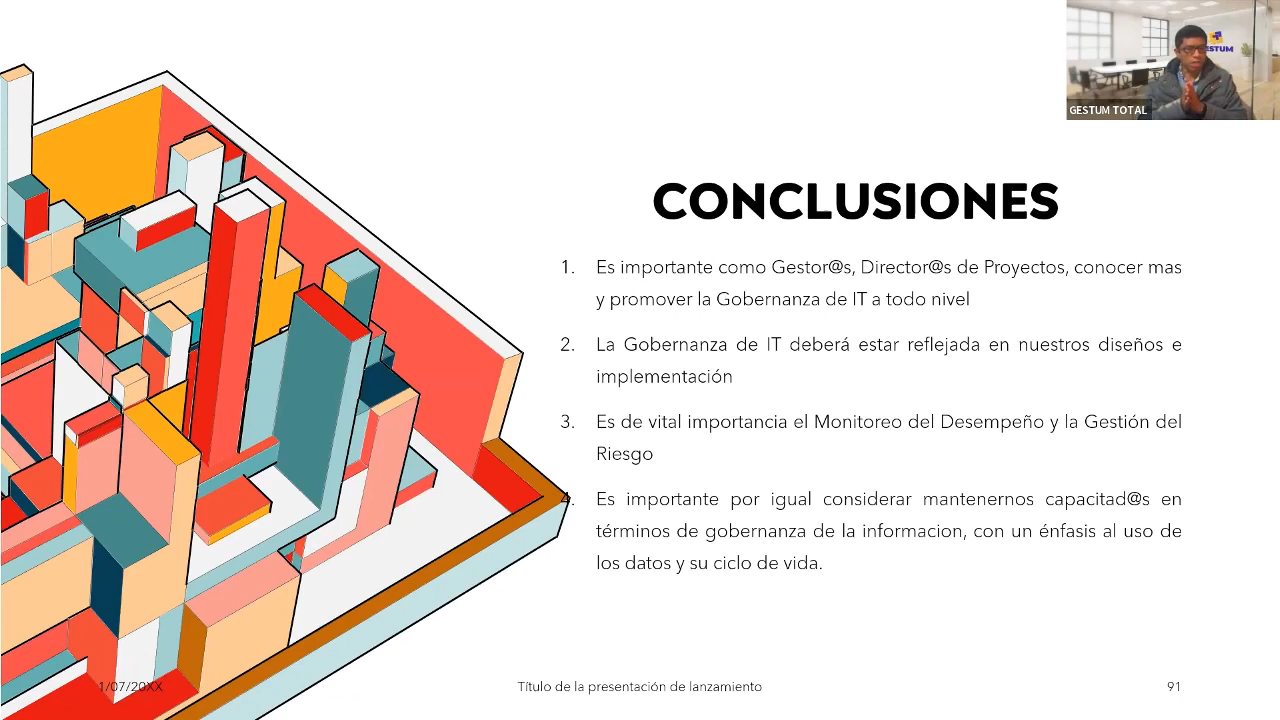 ESTUM
GESTUM TOTAL
CONCLUSIONES
1. Es importante como Gestor@s, Director@s de Proyectos, conocer mas
y promover la Gobernanza de IT a todo nivel
2. La Gobernanza de IT deberá estar reflejada en nuestros diseños e
implementación
3. Es de vital importancia el Monitoreo del Desempeño y la Gestión del
Riesgo
4. Es importante por igual considerar mantenernos capacitad@s en
términos de gobernanza de la informacion, con un énfasis al uso de
los datos y su ciclo de vida.
1/07/20XX
Título de la presentación de lanzamiento
91